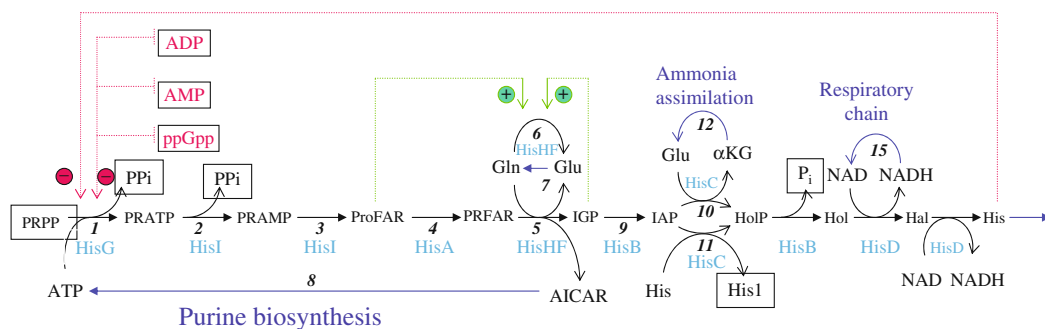 ADP
AMP
ppGpp
Ammonia
assimilation
Respiratory
chain
+ +
6
HisHF
12
15
Gln Glu
7
Glu αKG
HisC
− −
PPi
PPi
Pi
NAD NADH
PRPP PRATP PRAMP ProFAR PRFAR IGP IAP HolP Hol Hal His
1 2 3 4 5 9 10
HisG HisI HisI HisA HisHF HisB HisB HisD HisD
11
HisC
NAD NADH
ATP
8
AICAR
His
His1
Purine biosynthesis